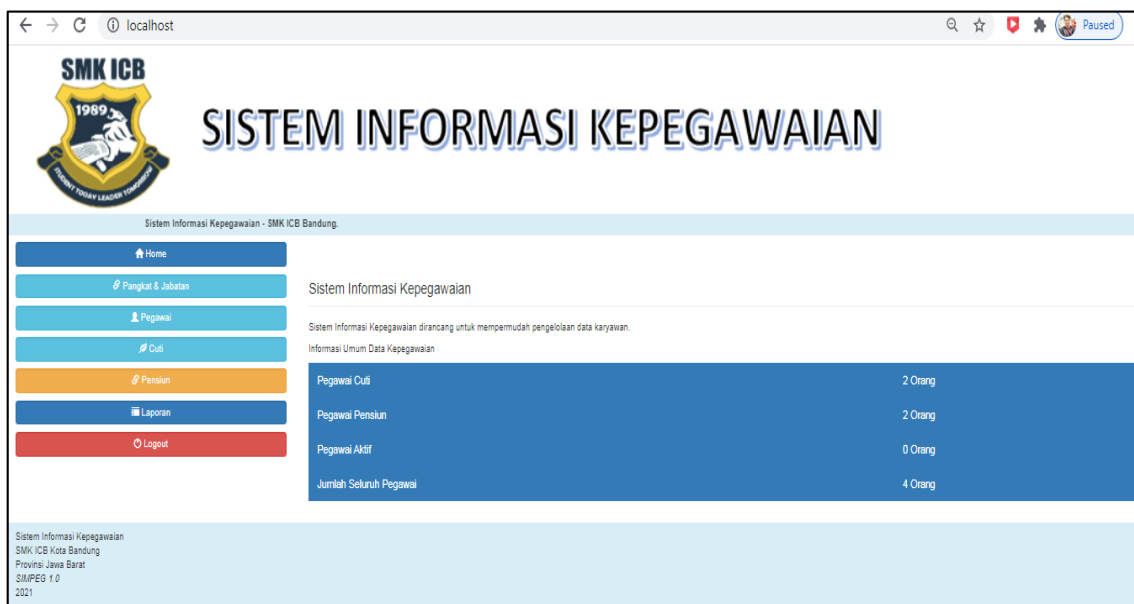 localhost
Paused
SMK ICB
1989
STUDENT TODAY LEADER TOMORROW
SISTEM INFORMASI KEPEGAWAIAN
Sistem Informasi Kepegawaian - SMK ICB Bandung.
Home
Pangkat & Jabatan
Pegawai
Cuti
Pensiun
Laporan
Logout
Sistem Informasi Kepegawaian
Sistem Informasi Kepegawaian dirancang untuk mempermudah pengelolaan data karyawan.
Informasi Umum Data Kepegawaian
Pegawai Cuti 2 Orang
Pegawai Pensiun 2 Orang
Pegawai Aktif 0 Orang
Jumlah Seluruh Pegawai 4 Orang
Sistem Informasi Kepegawaian
SMK ICB Kota Bandung
Provinsi Jawa Barat
SIMPEG 1.0
2021